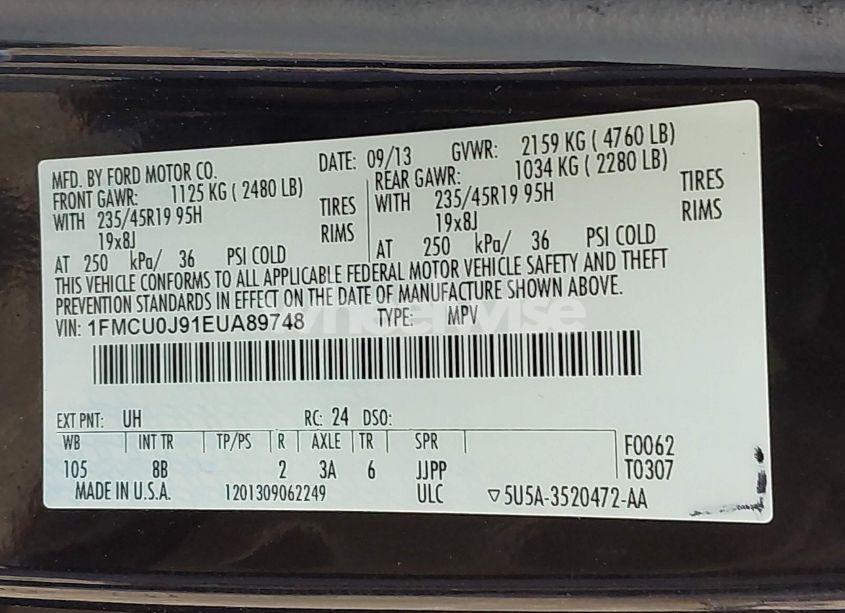 MFD. BY FORD MOTOR CO.
DATE: 09/13 GVWR: 2159 KG ( 4760 LB)
FRONT GAWR: 1125 KG ( 2480 LB)
REAR GAWR: 1034 KG ( 2280 LB)
WITH 235/45R19 95H TIRES
WITH 235/45R19 95H TIRES
19x8J RIMS
19x8J RIMS
AT 250 kPa/ 36 PSI COLD
AT 250 kPa/ 36 PSI COLD
THIS VEHICLE CONFORMS TO ALL APPLICABLE FEDERAL MOTOR VEHICLE SAFETY AND THEFT
PREVENTION STANDARDS IN EFFECT ON THE DATE OF MANUFACTURE SHOWN ABOVE.
VIN: 1FMCU0J91EUA89748 TYPE: MPV
EXT PNT: UH RC: 24 DSO:
WB INT TR TP/PS R AXLE TR SPR
F0062
105 8B 2 3A 6 JJPP
T0307
MADE IN U.S.A. 1201309062249 ULC ▽5U5A-3520472-AA